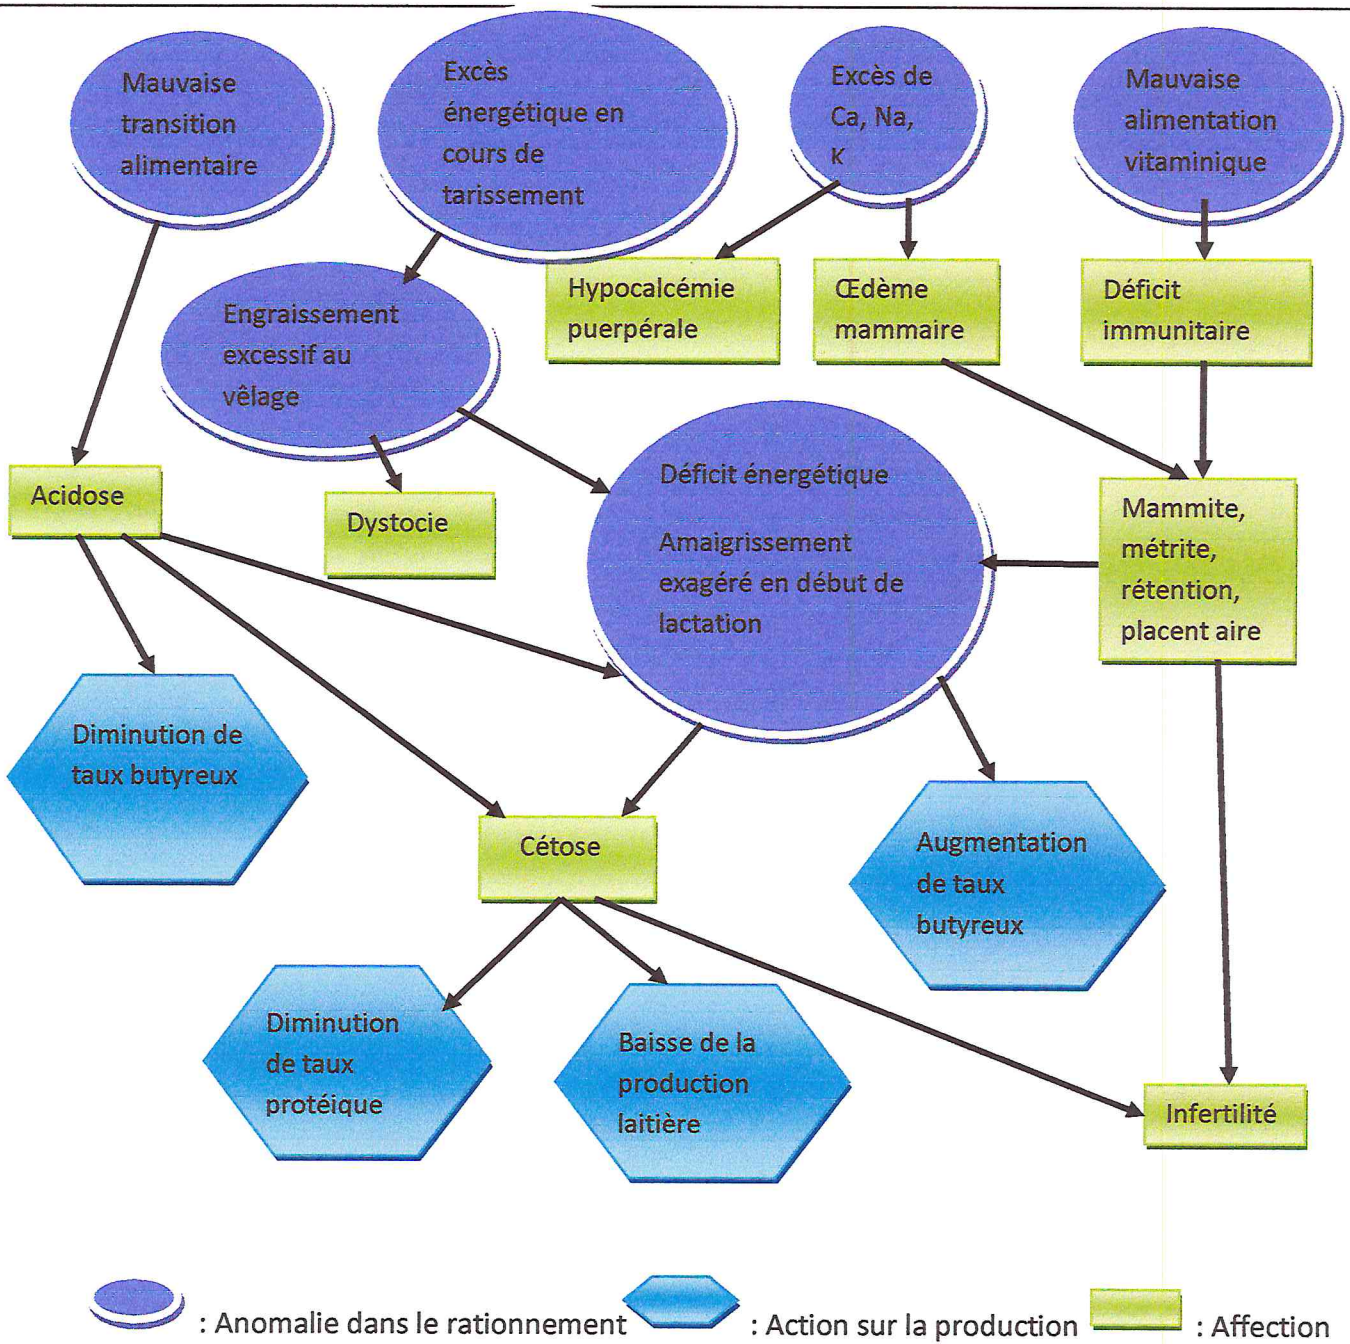 Mauvaise
transition
alimentaire
Excès
énergétique en
cours de
tarissement
Excès de
Ca, Na,
K
Mauvaise
alimentation
vitaminique
Engraissement
excessif au
vêlage
Hypocalcémie
puerpérale
Œdème
mammaire
Déficit
immunitaire
Acidose
Dystocie
Déficit énergétique
Amaigrissement
exagéré en début de
lactation
Mammite,
métrite,
rétention,
placent aire
Diminution de
taux butyreux
Cétose
Augmentation
de taux
butyreux
Diminution
de taux
protéique
Baisse de la
production
laitière
Infertilité
: Anomalie dans le rationnement : Action sur la production : Affection